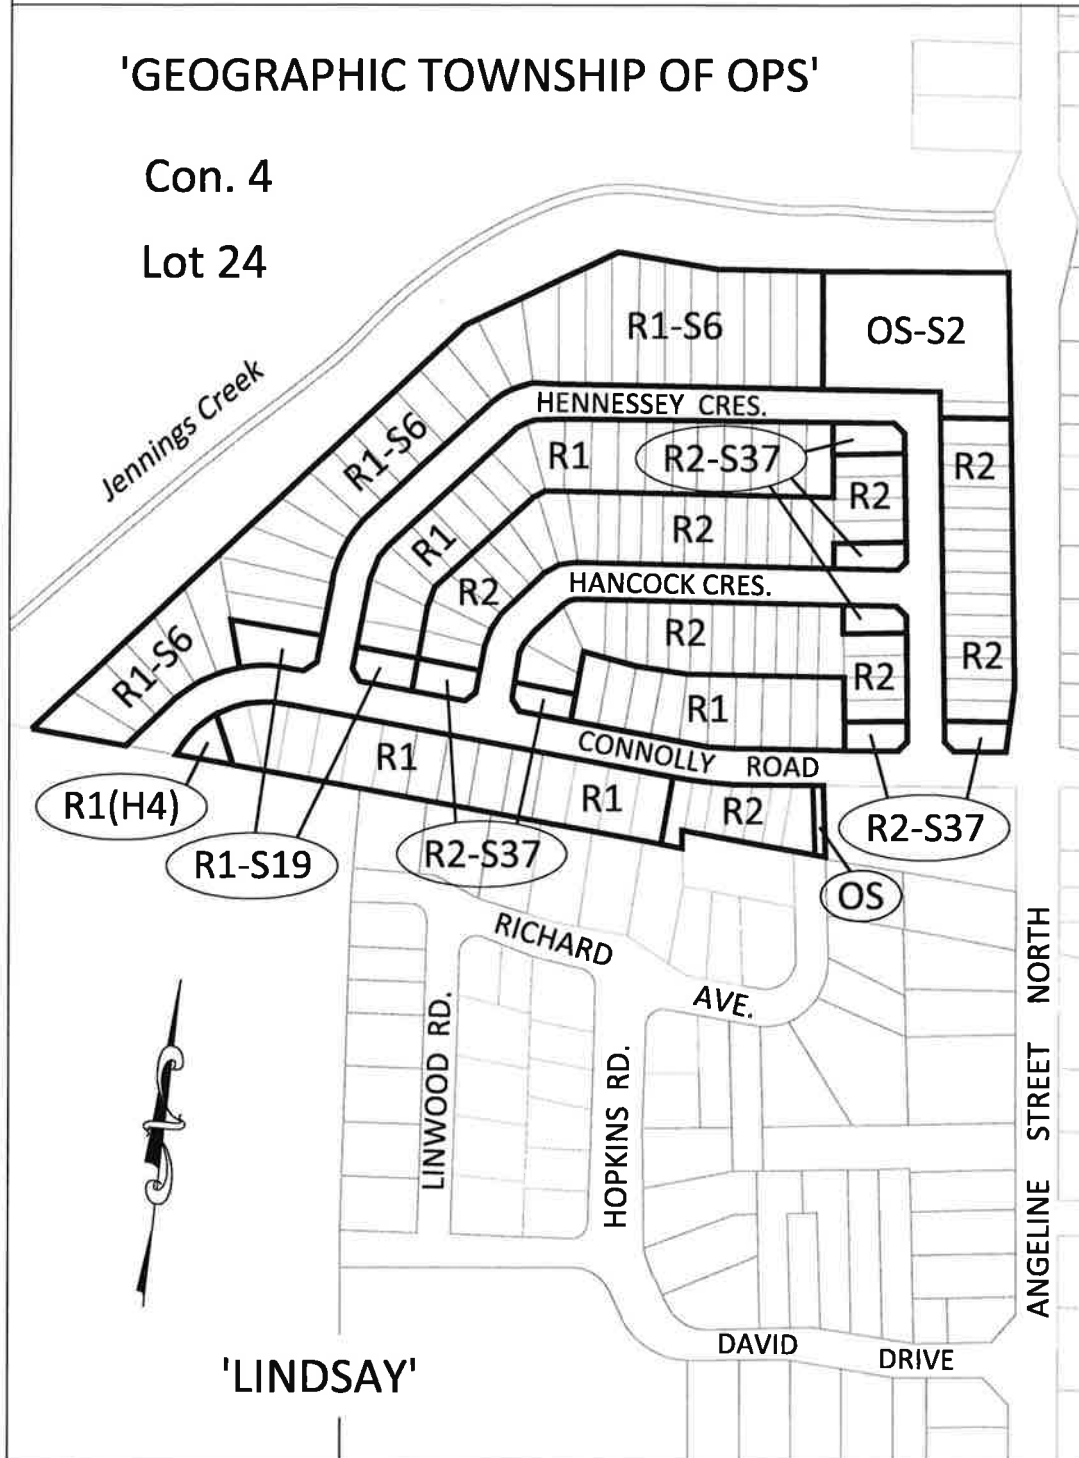 'GEOGRAPHIC TOWNSHIP OF OPS'
Con. 4
Lot 24
Jennings Creek
R1-S6
OS-S2
HENNESSEY CRES.
R1-S6
R1
R2-S37
R2
R2
R1
R2
R2
HANCOCK CRES.
R2
R1-S6
R2
R2
R1
CONNOLLY ROAD
R1
R1
R2
R1(H4)
R1-S19
R2-S37
R2-S37
OS
RICHARD AVE.
LINWOOD RD.
HOPKINS RD.
ANGELINE STREET NORTH
DAVID DRIVE
'LINDSAY'